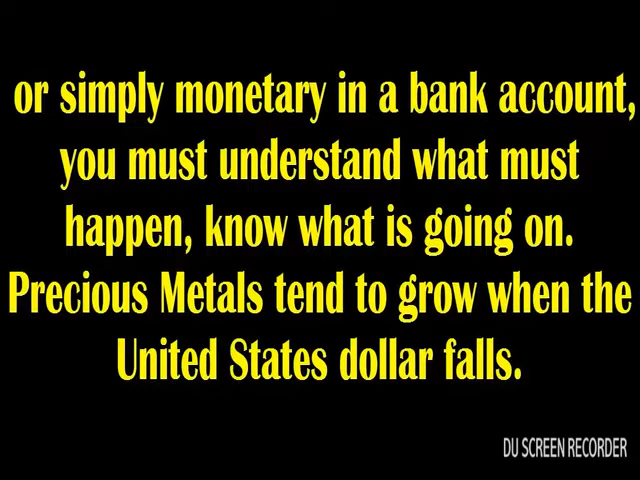 or simply monetary in a bank account,
you must understand what must
happen, know what is going on.
Precious Metals tend to grow when the
United States dollar falls.
DU SCREEN RECORDER